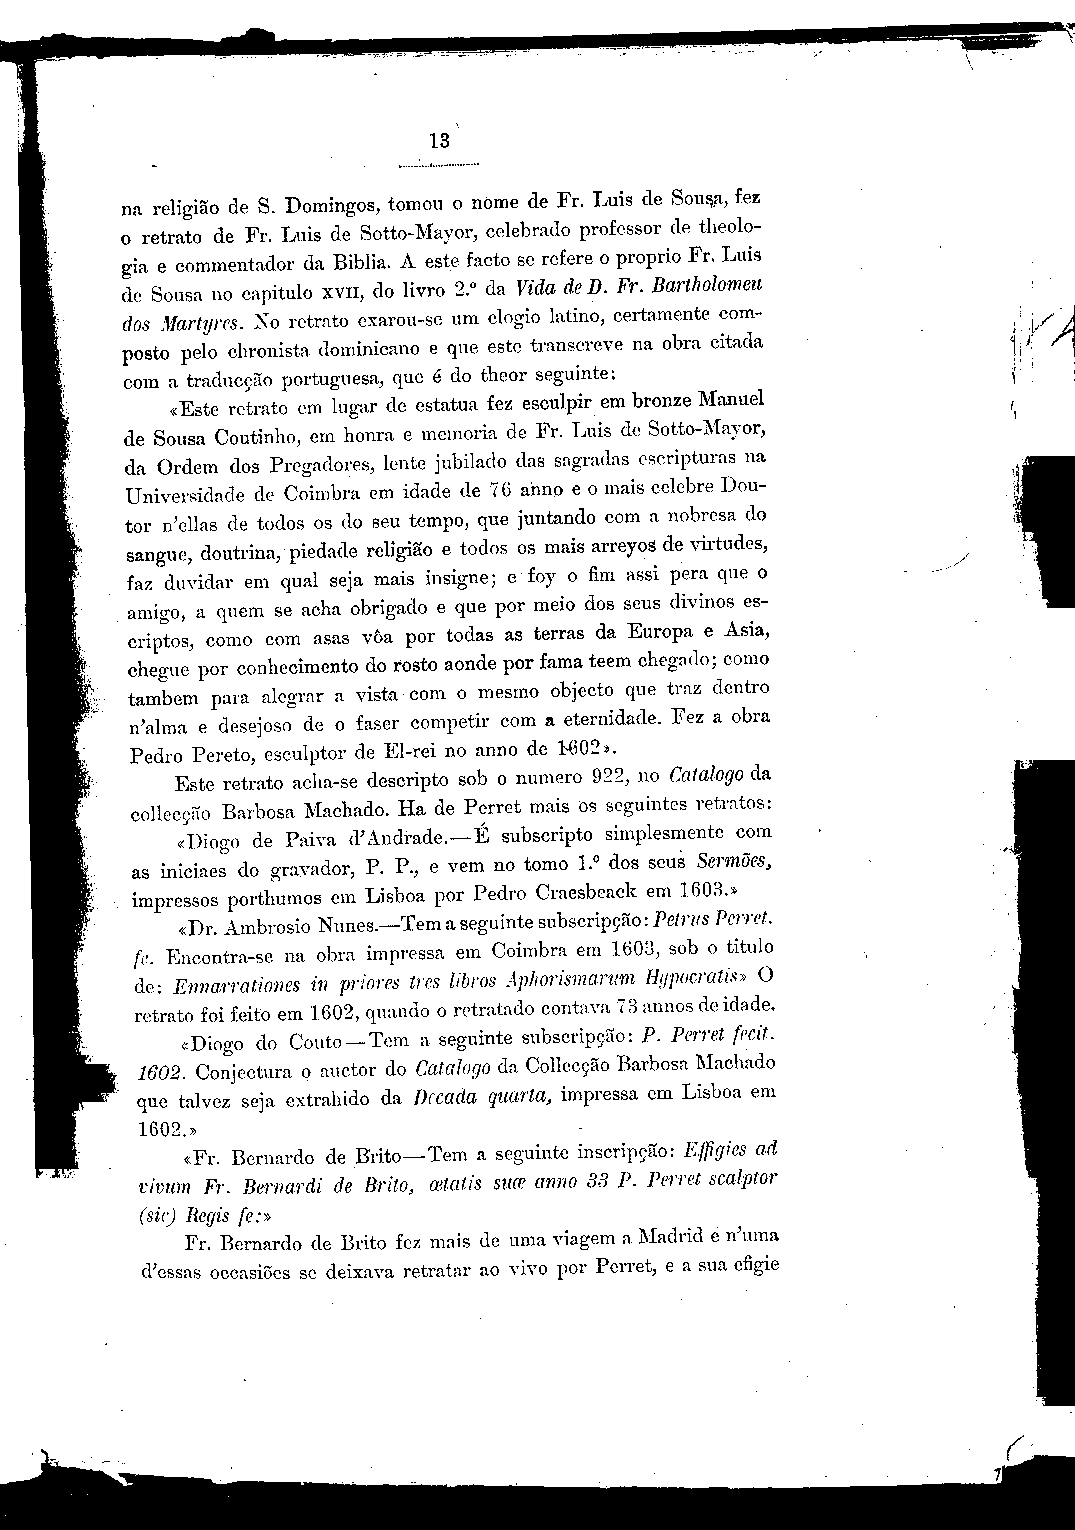 13
na religião de S. Domingos, tomou o nome de Fr. Luis de Sousa, fez
o retrato de Fr. Luis de Sotto-Mayor, celebrado professor de theolo-
gia e commentador da Biblia. A este facto se refere o proprio Fr. Luis
de Sousa no capitulo XVII, do livro 2.º da Vida de D. Fr. Bartholomeu
dos Martyres. No retrato exarou-se um elogio latino, certamente com-
posto pelo chronista dominicano e que este transcreve na obra citada
com a traducção portuguesa, que é do theor seguinte:
«Este retrato em lugar de estatua fez esculpir em bronze Manuel
de Sousa Coutinho, em honra e memoria de Fr. Luis de Sotto-Mayor,
da Ordem dos Pregadores, lente jubilado das sagradas escripturas na
Universidade de Coimbra em idade de 76 anno e o mais celebre Dou-
tor n'ellas de todos os do seu tempo, que juntando com a nobresa do
sangue, doutrina, piedade religião e todos os mais arreyos de virtudes,
faz duvidar em qual seja mais insigne; e foy o fim assi pera que o
amigo, a quem se acha obrigado e que por meio dos seus divinos es-
criptos, como com asas vôa por todas as terras da Europa e Asia,
chegue por conhecimento do rosto aonde por fama teem chegado; como
tambem para alegrar a vista com o mesmo objecto que traz dentro
n'alma e desejoso de o faser competir com a eternidade. Fez a obra
Pedro Pereto, esculptor de El-rei no anno de 1602».
Este retrato acha-se descripto sob o numero 922, no Catalogo da
collecção Barbosa Machado. Ha de Perret mais os seguintes retratos:
«Diogo de Paiva d'Andrade.—É subscripto simplesmente com
as iniciaes do gravador, P. P., e vem no tomo 1.º dos seus Sermões,
impressos porthumos em Lisboa por Pedro Craesbeack em 1603.»
«Dr. Ambrosio Nunes.—Tem a seguinte subscripção: Petrus Perret.
fe. Encontra-se na obra impressa em Coimbra em 1603, sob o titulo
de: Ennarrationes in priores tres libros Aphorismarum Hypocratis» O
retrato foi feito em 1602, quando o retratado contava 73 annos de idade.
«Diogo do Couto—Tem a seguinte subscripção: P. Perret fecit.
1602. Conjectura o auctor do Catalogo da Collecção Barbosa Machado
que talvez seja extrahido da Decada quarta, impressa em Lisboa em
1602.»
«Fr. Bernardo de Brito—Tem a seguinte inscripção: Effigies ad
vivum Fr. Bernardi de Brito, œtatis suœ anno 33 P. Perret scalptor
(sic) Regis fe:»
Fr. Bernardo de Brito fez mais de uma viagem a Madrid e n'uma
d'essas occasiões se deixava retratar ao vivo por Perret, e a sua efigie